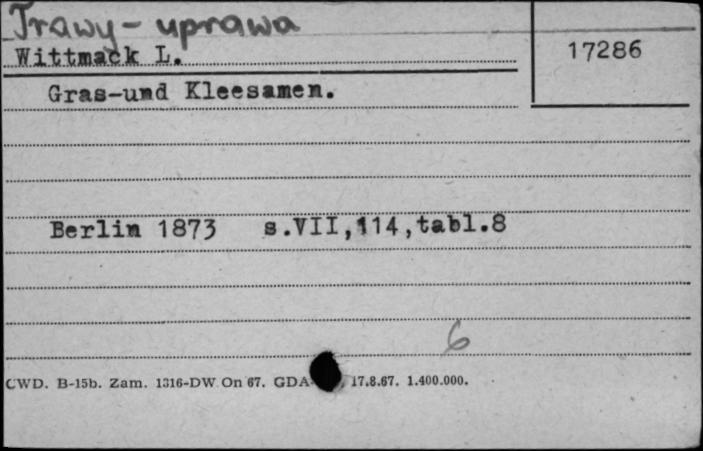 Trawy - uprawa
Wittmack L.
17286
Gras-und Kleesamen.
Berlin 1873 s.VII,114,tabl.8
6
CWD. B-15b. Zam. 1316-DW On 67. GDA 17.8.67. 1.400.000.